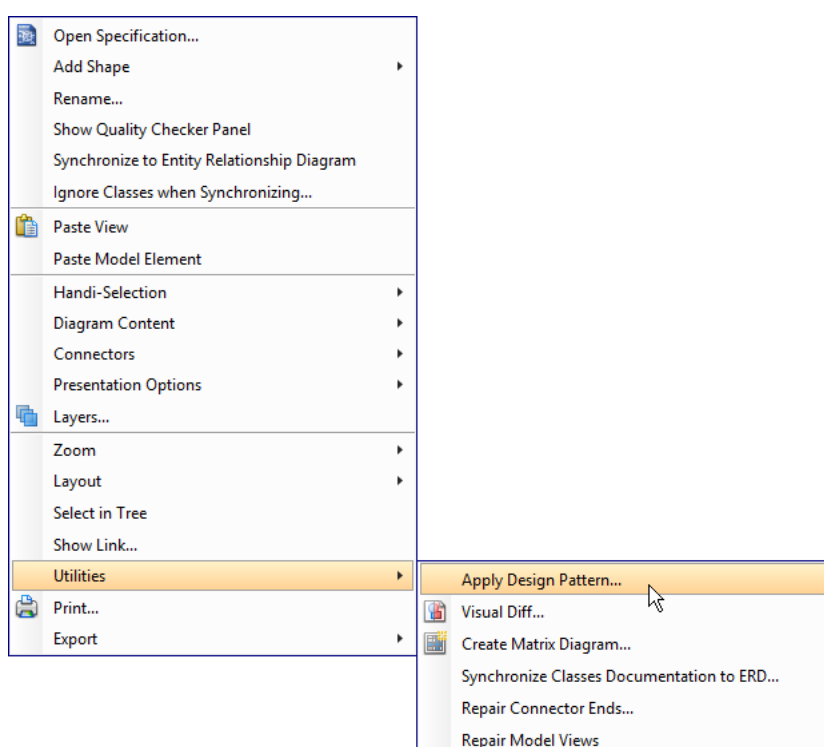 Open Specification...
Add Shape
Rename...
Show Quality Checker Panel
Synchronize to Entity Relationship Diagram
Ignore Classes when Synchronizing...
Paste View
Paste Model Element
Handi-Selection
Diagram Content
Connectors
Presentation Options
Layers...
Zoom
Layout
Select in Tree
Show Link...
Utilities
Print...
Export
Apply Design Pattern...
Visual Diff...
Create Matrix Diagram...
Synchronize Classes Documentation to ERD...
Repair Connector Ends...
Repair Model Views